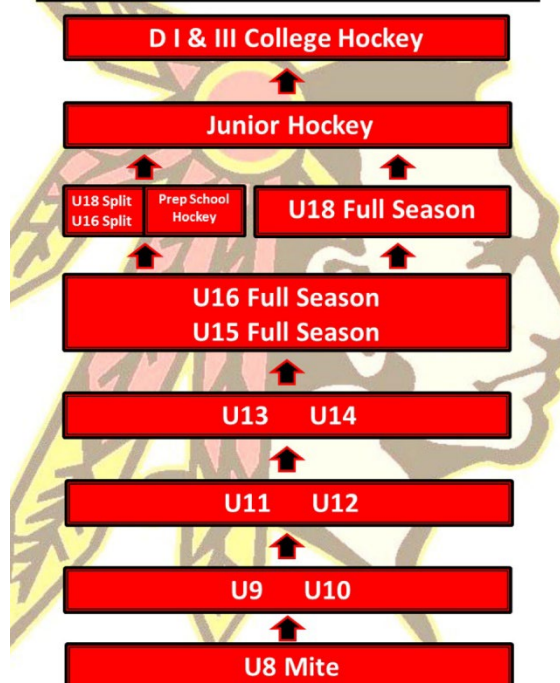 D I & III College Hockey
Junior Hockey
U18 Split
U16 Split
Prep School
Hockey
U18 Full Season
U16 Full Season
U15 Full Season
U13 U14
U11 U12
U9 U10
U8 Mite